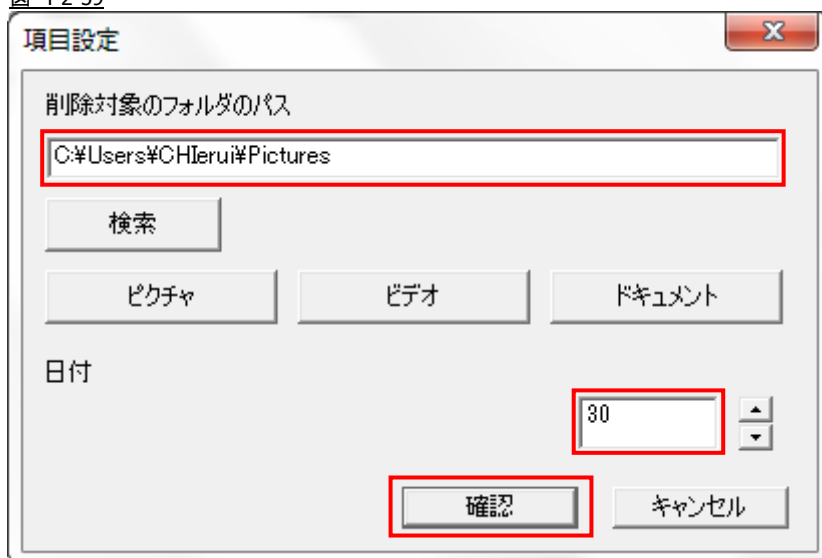 項目設定
削除対象のフォルダのパス
C:¥Users¥CHIerui¥Pictures
検索
ピクチャ ビデオ ドキュメント
日付
30
確認 キャンセル